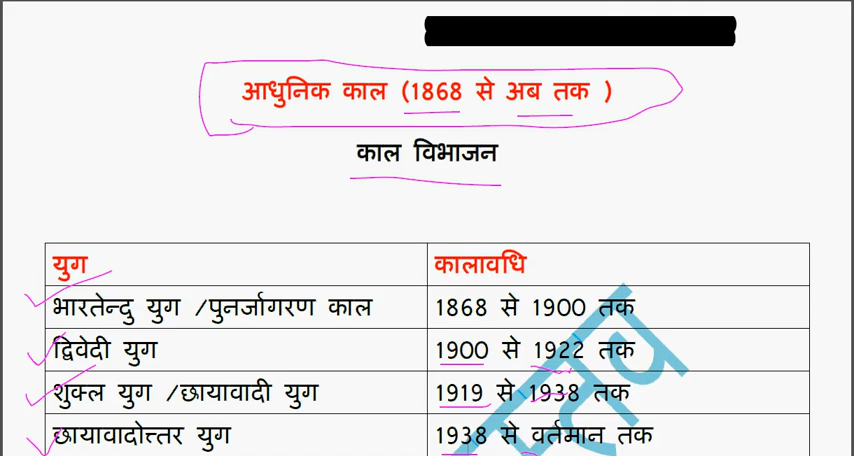 आधुनिक काल (1868 से अब तक )
काल विभाजन
युग कालावधि
भारतेन्दु युग /पुनर्जागरण काल 1868 से 1900 तक
द्विवेदी युग 1900 से 1922 तक
शुक्ल युग /छायावादी युग 1919 से 1938 तक
छायावादोत्तर युग 1938 से वर्तमान तक